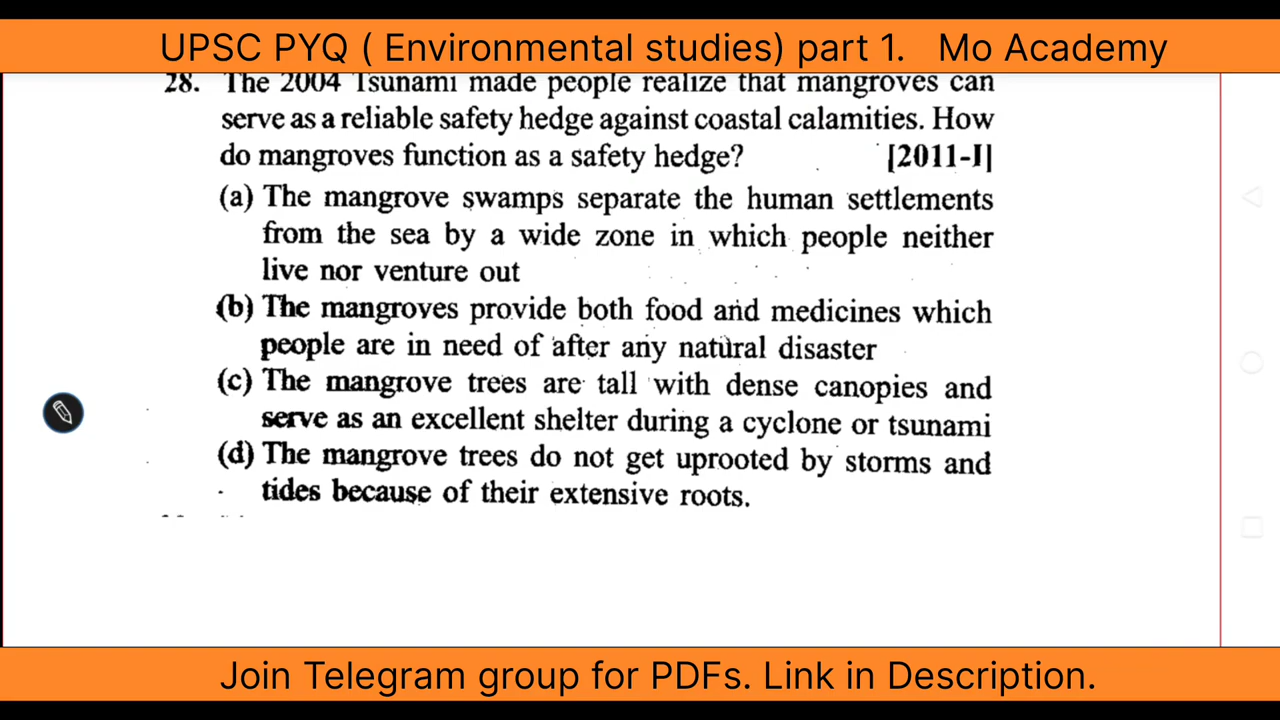 UPSC PYQ ( Environmental studies) part 1. Mo Academy
28. The 2004 Tsunami made people realize that mangroves can
serve as a reliable safety hedge against coastal calamities. How
do mangroves function as a safety hedge? [2011-I]
(a) The mangrove swamps separate the human settlements
from the sea by a wide zone in which people neither
live nor venture out
(b) The mangroves provide both food and medicines which
people are in need of after any natural disaster
(c) The mangrove trees are tall with dense canopies and
serve as an excellent shelter during a cyclone or tsunami
(d) The mangrove trees do not get uprooted by storms and
tides because of their extensive roots.
Join Telegram group for PDFs. Link in Description.